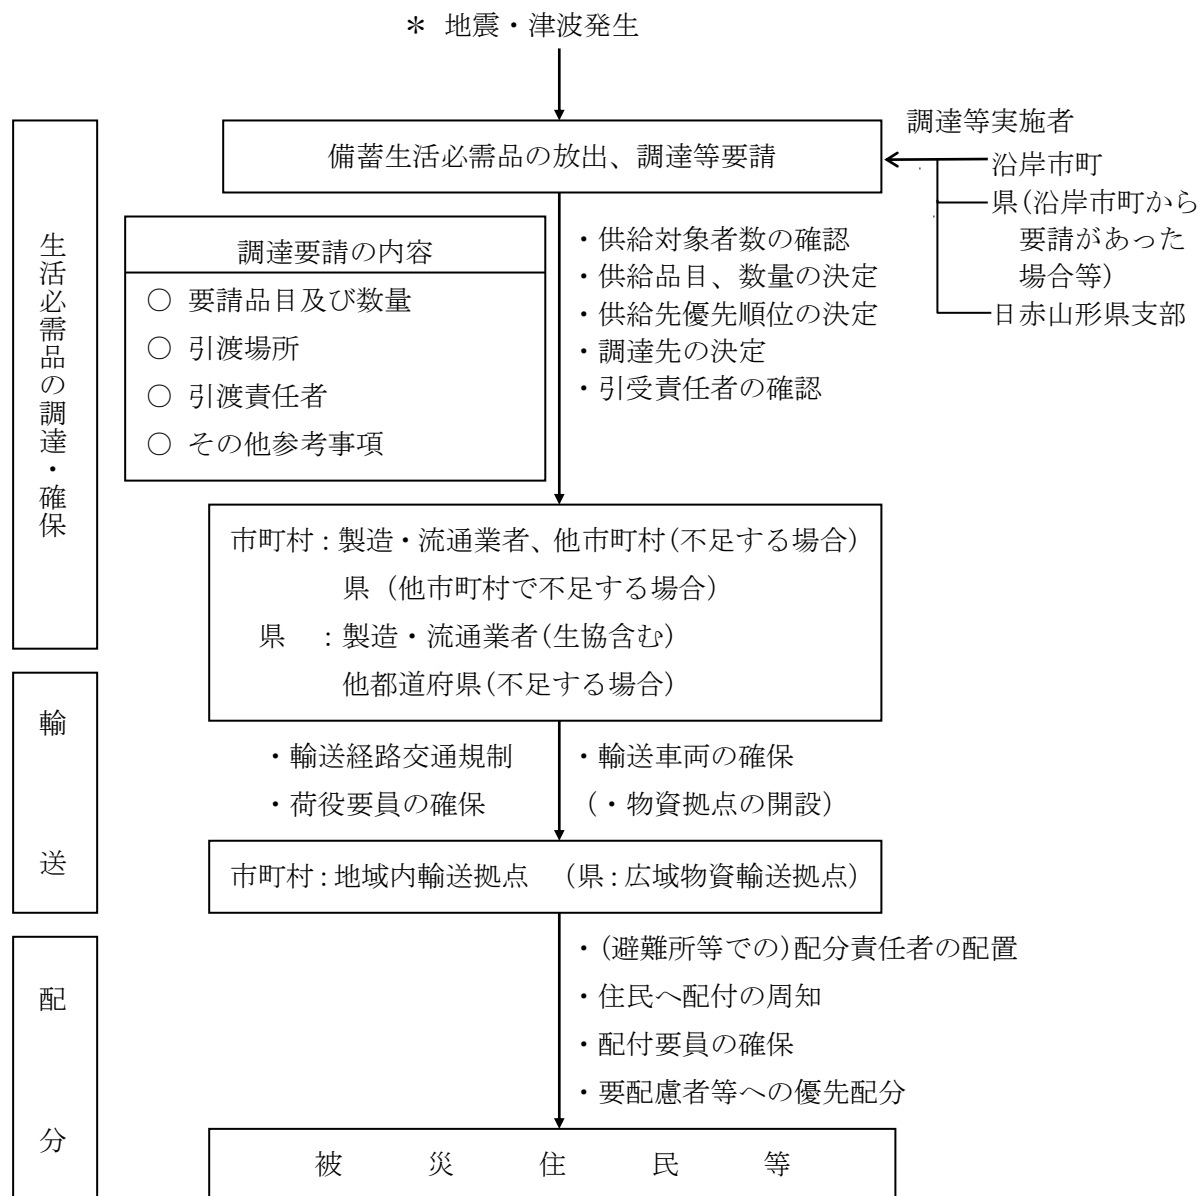 ＊ 地震・津波発生
生活必需品の調達・確保
備蓄生活必需品の放出、調達等要請
調達等実施者
沿岸市町
県(沿岸市町から
要請があった
場合等)
日赤山形県支部
調達要請の内容
○ 要請品目及び数量
○ 引渡場所
○ 引渡責任者
○ その他参考事項
・供給対象者数の確認
・供給品目、数量の決定
・供給先優先順位の決定
・調達先の決定
・引受責任者の確認
市町村：製造・流通業者、他市町村(不足する場合)
県（他市町村で不足する場合）
県 ：製造・流通業者(生協含む)
他都道府県(不足する場合)
輸送
・輸送経路交通規制
・荷役要員の確保
・輸送車両の確保
（・物資拠点の開設）
市町村：地域内輸送拠点 （県：広域物資輸送拠点）
配分
・(避難所等での)配分責任者の配置
・住民へ配付の周知
・配付要員の確保
・要配慮者等への優先配分
被災住民等